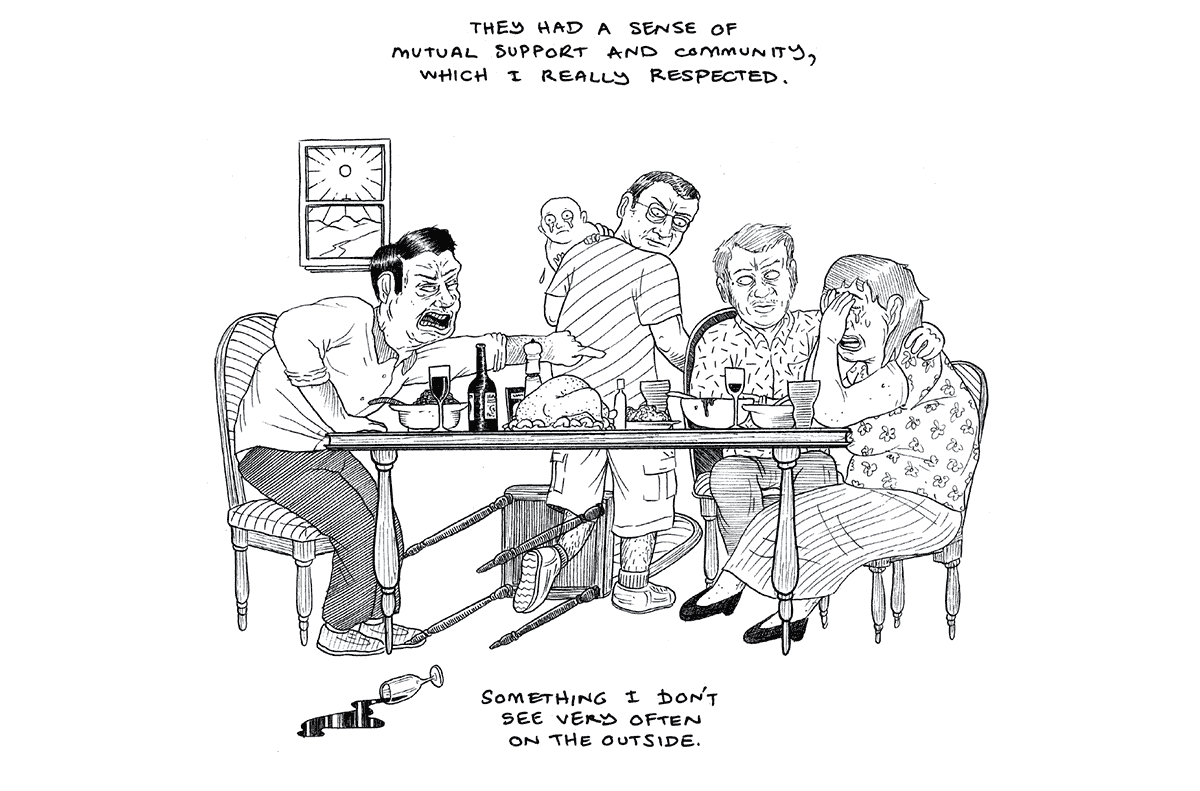 THEY HAD A SENSE OF
MUTUAL SUPPORT AND COMMUNITY,
WHICH I REALLY RESPECTED.
SOMETHING I DON'T
SEE VERY OFTEN
ON THE OUTSIDE.